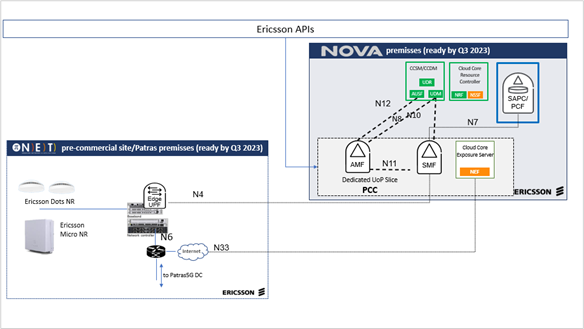 Ericsson APIs
NOVA premises (ready by Q3 2023)
CCSM/CCDM
UDR
AUSF UDM
Cloud Core
Resource
Controller
NRF NSSF
SAPC/
PCF
N12
N8
N10
N7
AMF
N11
SMF
Cloud Core
Exposure Server
NEF
Dedicated UoP Slice
PCC
ERICSSON
pre-commercial site/Patras premises (ready by Q3 2023)
Ericsson Dots NR
Ericsson
Micro NR
Edge
UPF
N4
N6
Internet
N33
to Patras5G DC
ERICSSON